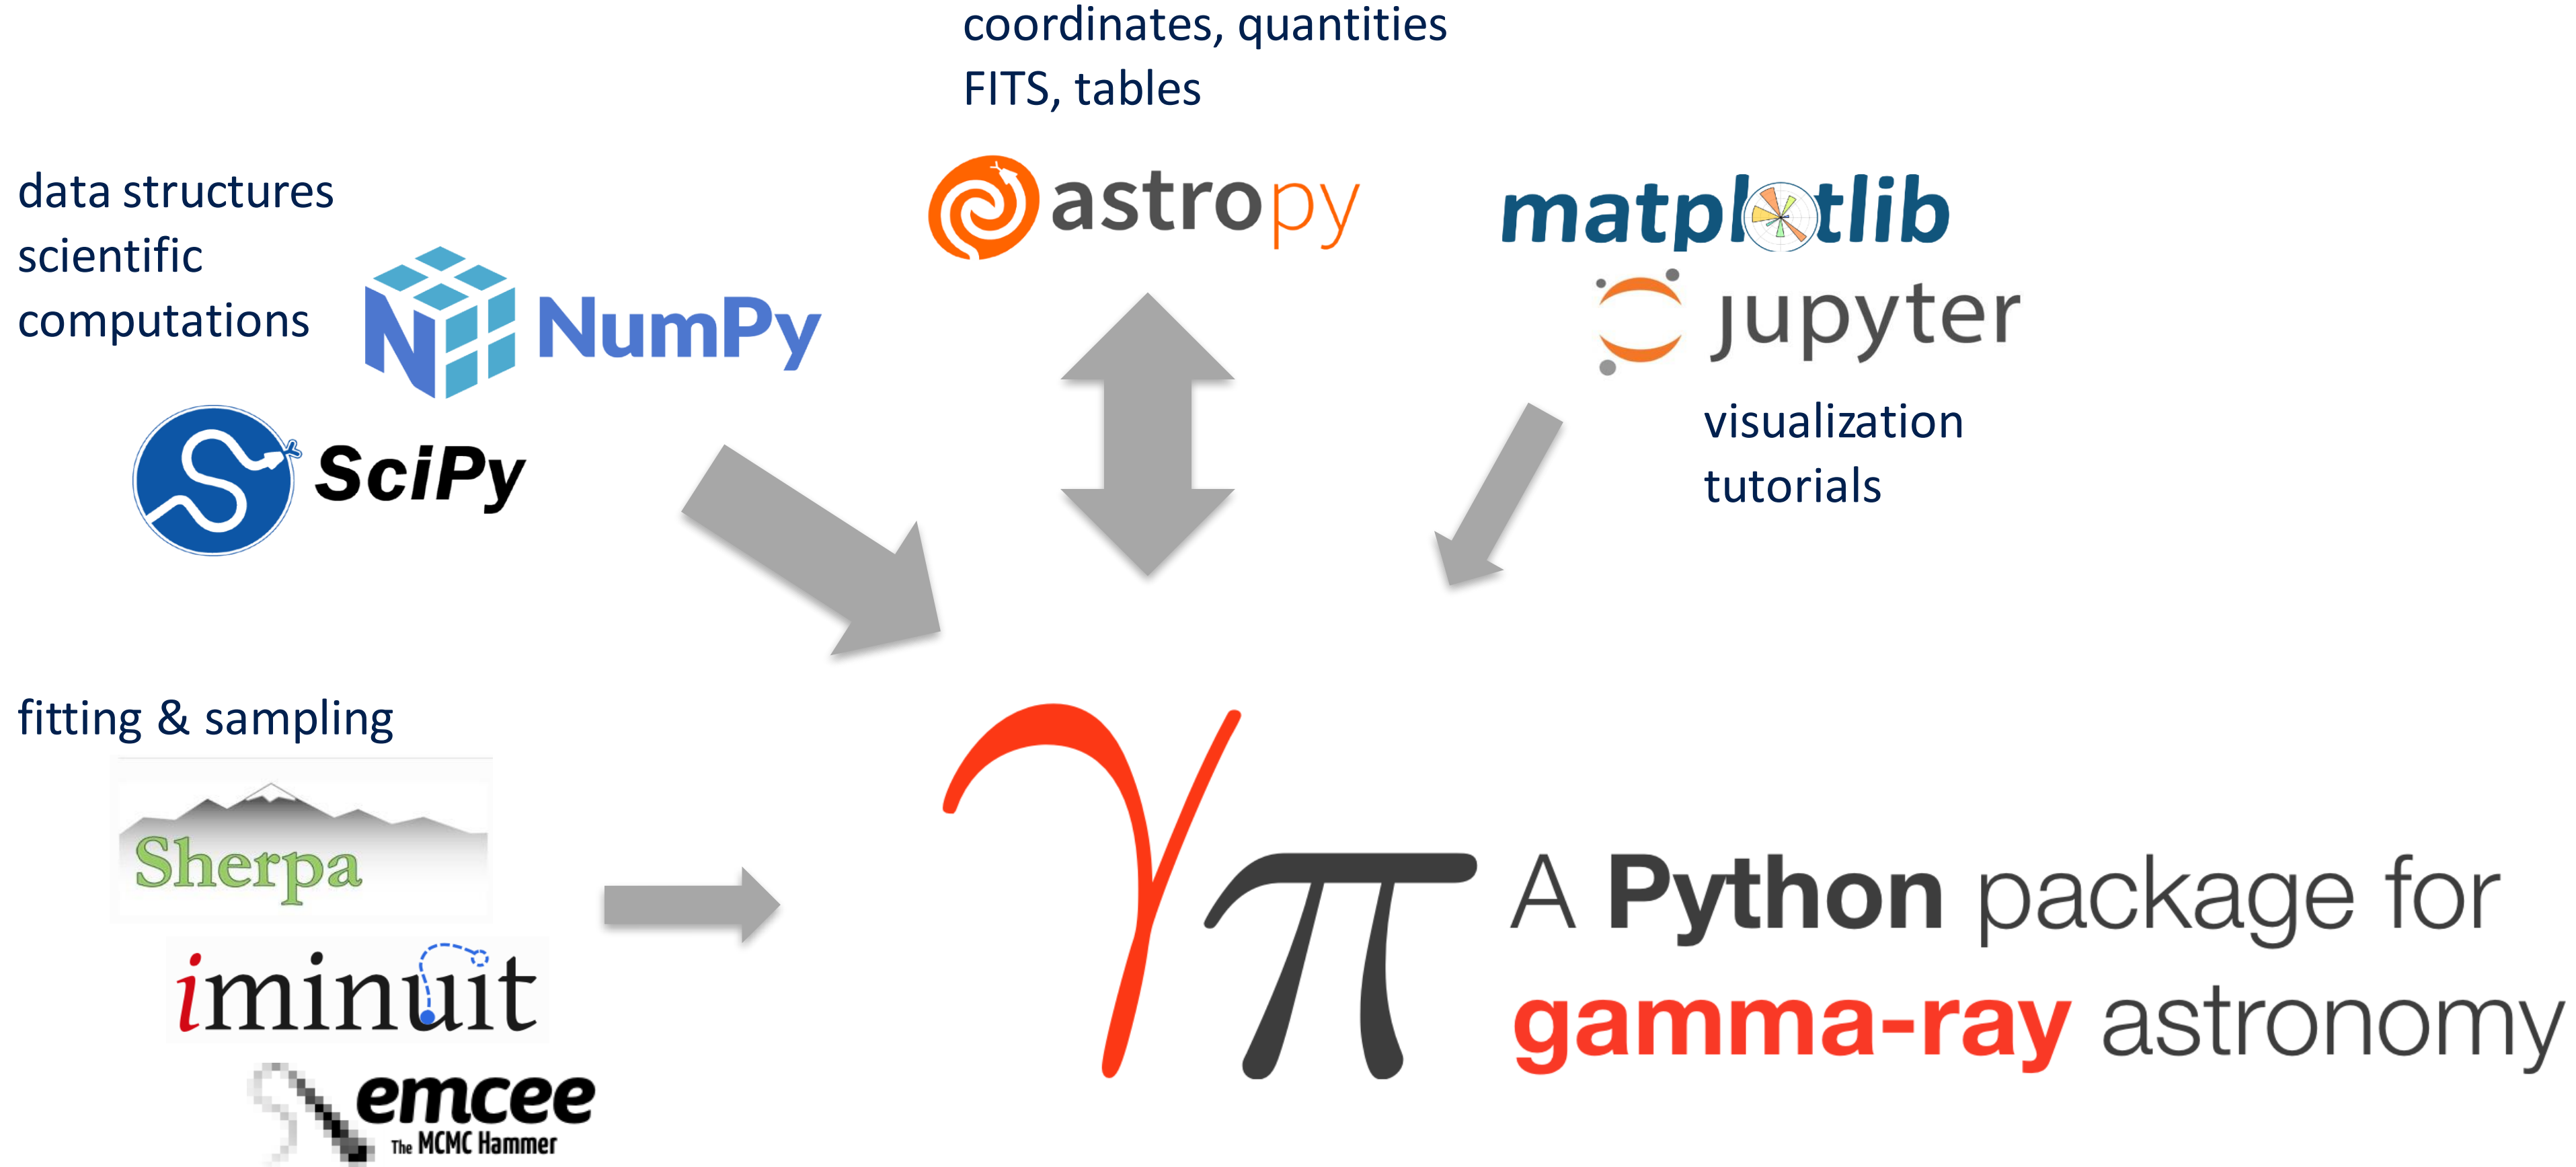 coordinates, quantities
FITS, tables
astropy
data structures
scientific
computations
NumPy
SciPy
matplotlib
jupyter
visualization
tutorials
fitting & sampling
Sherpa
iminuit
emcee
The MCMC Hammer
γπ
A Python package for
gamma-ray astronomy